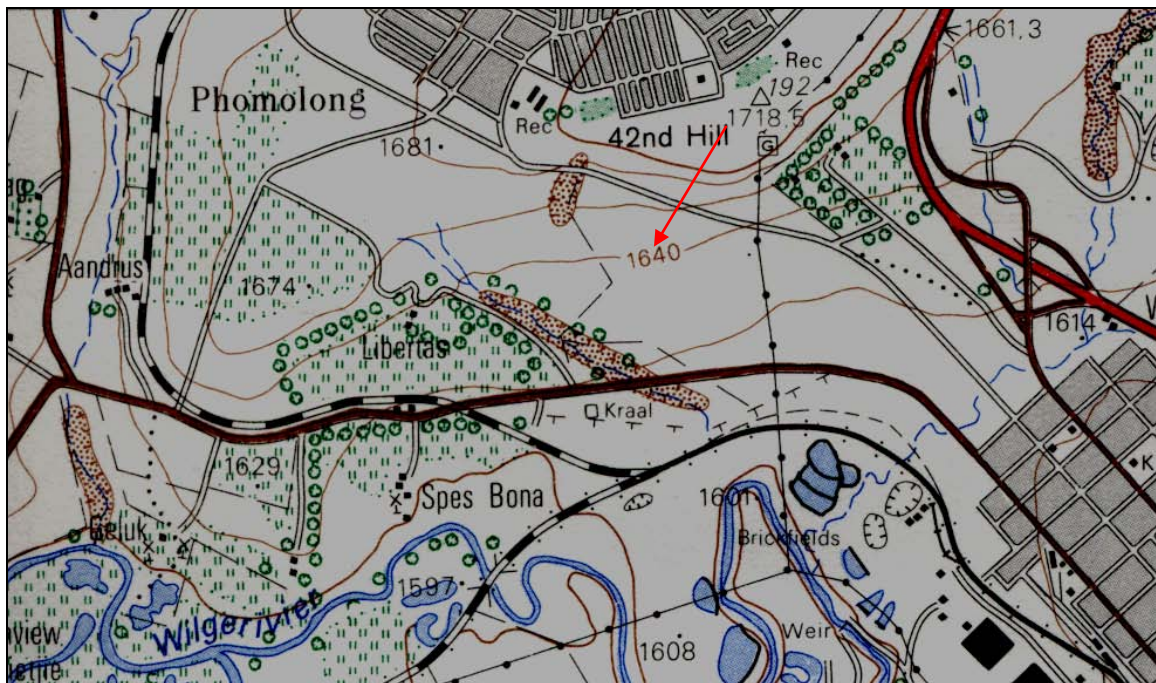 1661,3
Rec
192
Phomolong
1718,5
Rec
42nd Hill
G
1681
1640
Aandrus
1674
1614
Libertas
Kraal
1629
Spes Bona
1601
Geluk
Brickfields
1597
Wilgerivier
Weir
1608